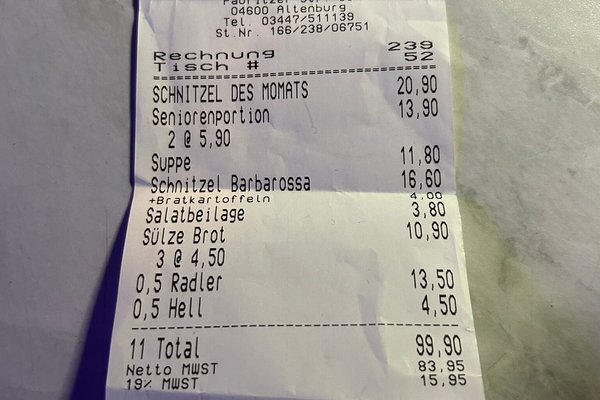 04600 Altenburg
Tel. 03447/511139
St.Nr. 166/238/06751
Rechnung 239
Tisch # 52
SCHNITZEL DES MOMATS 20,90
Seniorenportion 13,90
2 @ 5,90
Suppe 11,80
Schnitzel Barbarossa 16,60
+Bratkartoffeln 4,00
Salatbeilage 3,80
Sülze Brot 10,90
3 @ 4,50
0,5 Radler 13,50
0,5 Hell 4,50
11 Total 99,90
Netto MWST 83,95
19% MWST 15,95